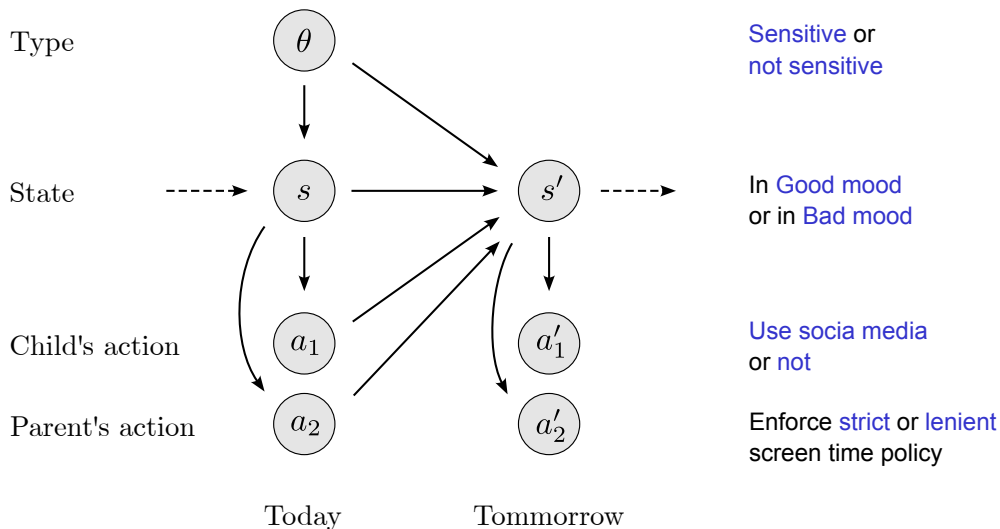 Type
θ
Sensitive or
not sensitive
State
s
s′
In Good mood
or in Bad mood
Child's action
a₁
a′₁
Use socia media
or not
Parent's action
a₂
a′₂
Enforce strict or lenient
screen time policy
Today
Tommorrow